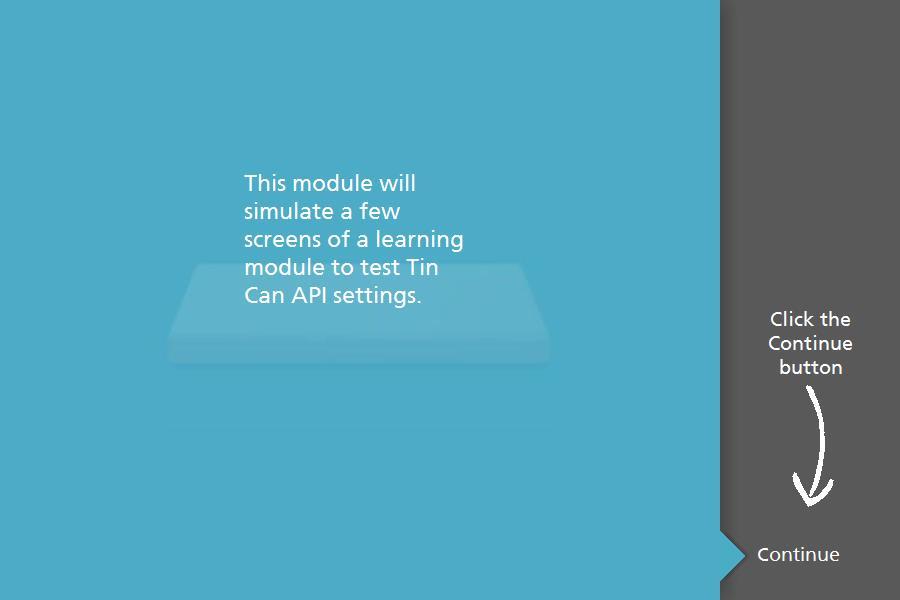 This module will
simulate a few
screens of a learning
module to test Tin
Can API settings.
Click the
Continue
button
Continue